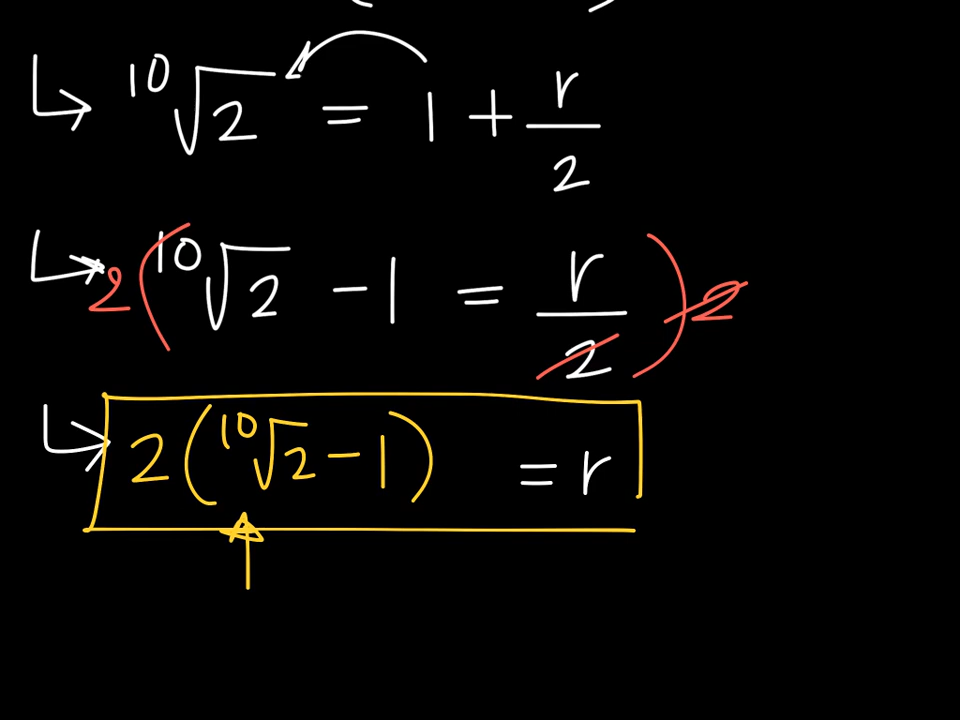 ↳ ¹⁰√2 = 1 + r/2
↳ 2(¹⁰√2 - 1 = r/2)2
↳ 2(¹⁰√2 - 1) = r